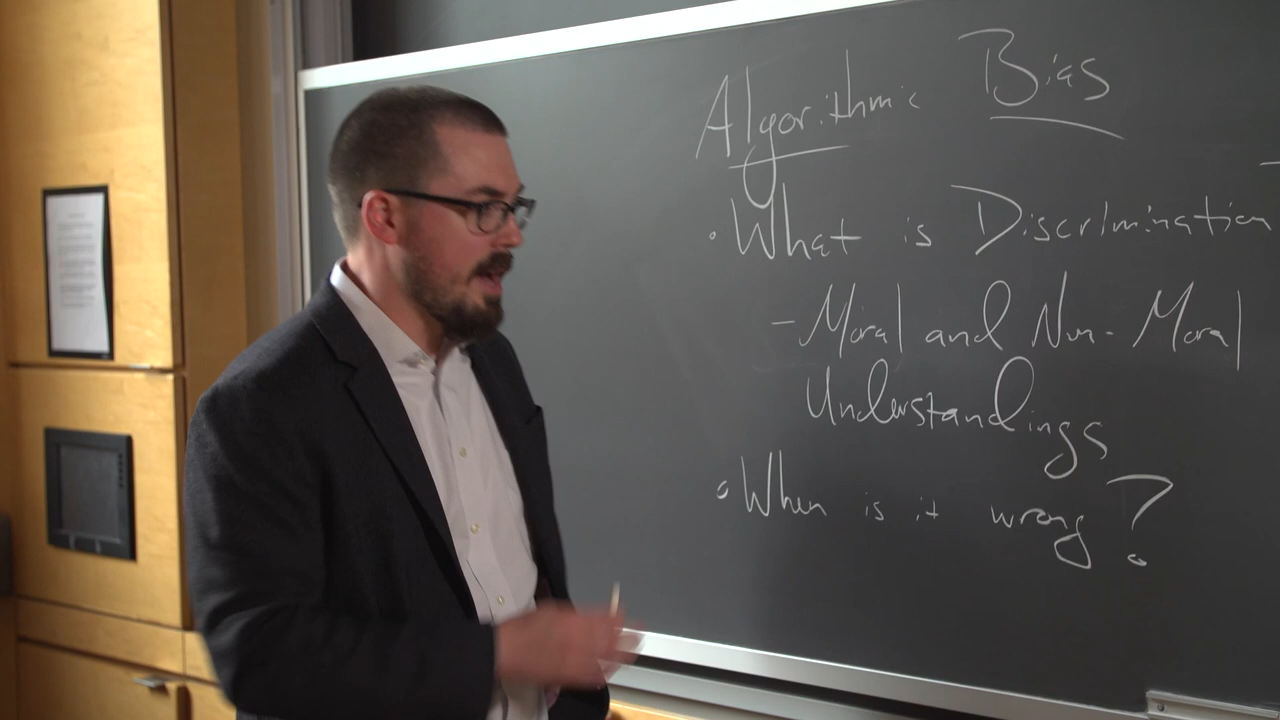 Algorithmic Bias
• What is Discrimination
- Moral and Non-Moral
Understandings
• When is it wrong?